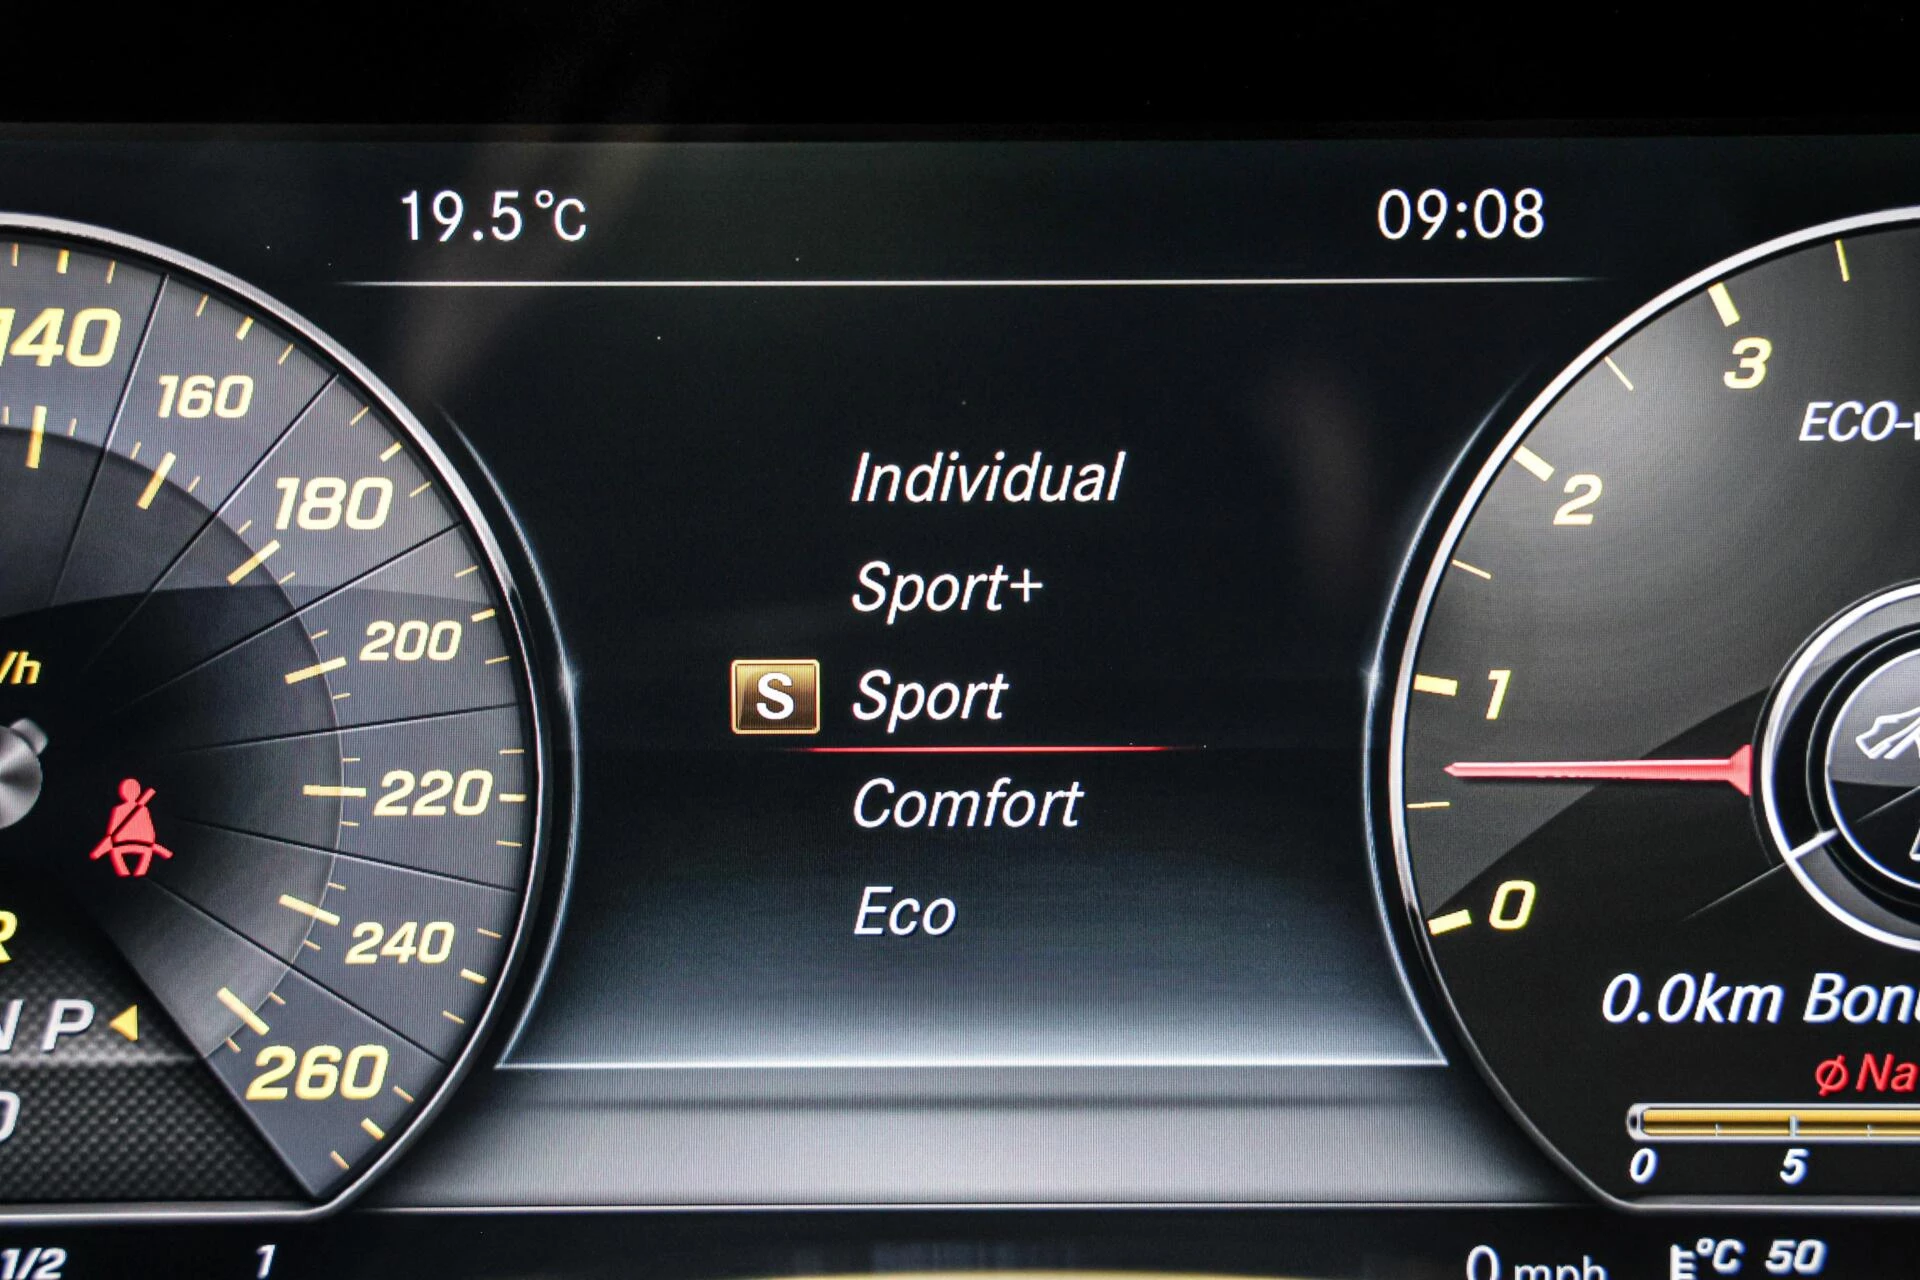 19.5°C 09:08
140
160
180
200
/h
220
240
260
N P
1/2 1
Individual
Sport+
S Sport
Comfort
Eco
3
2
1
0
0.0km
0 5
0 mph °C 50